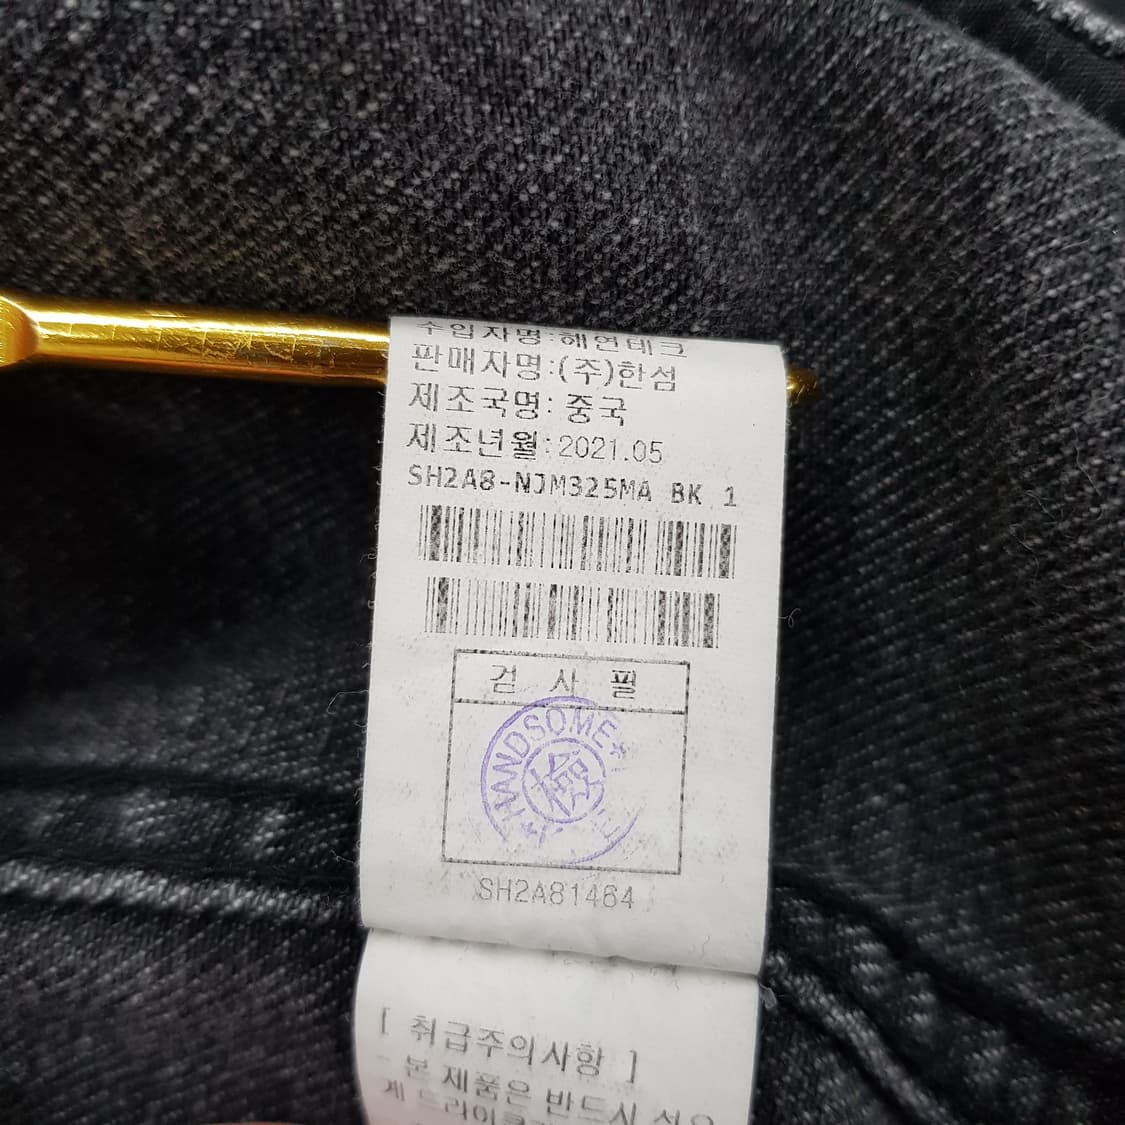 수입자명:해연테크
판매자명:(주)한섬
제조국명: 중국
제조년월:2021.05
SH2A8-NJM325MA BK 1
검 사 필
HANDSOME
檢
SH2A81464
[ 취급주의사항 ]
본 제품은 반드시